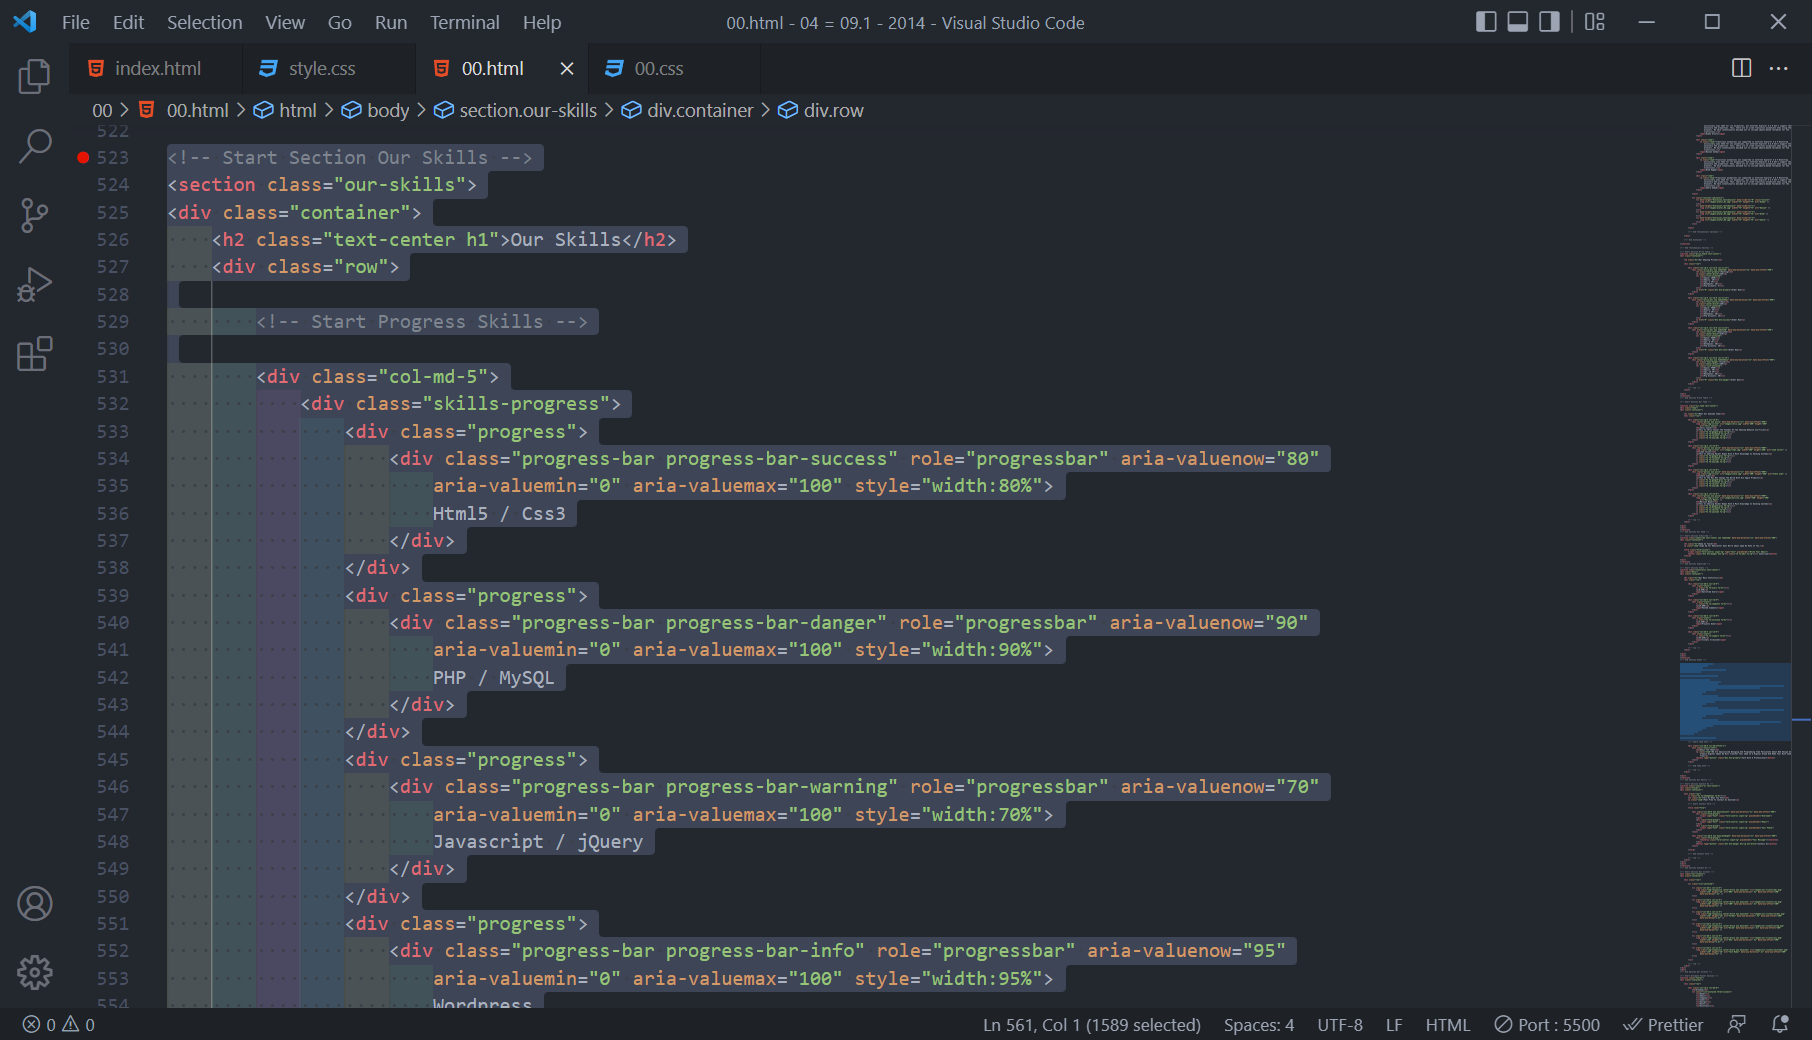 File Edit Selection View Go Run Terminal Help 00.html - 04 = 09.1 - 2014 - Visual Studio Code
index.html style.css 00.html 00.css
00 > 00.html > html > body > section.our-skills > div.container > div.row
522
523 <!-- Start Section Our Skills -->
524 <section class="our-skills">
525 <div class="container">
526 <h2 class="text-center h1">Our Skills</h2>
527 <div class="row">
528
529 <!-- Start Progress Skills -->
530
531 <div class="col-md-5">
532 <div class="skills-progress">
533 <div class="progress">
534 <div class="progress-bar progress-bar-success" role="progressbar" aria-valuenow="80"
535 aria-valuemin="0" aria-valuemax="100" style="width:80%">
536 Html5 / Css3
537 </div>
538 </div>
539 <div class="progress">
540 <div class="progress-bar progress-bar-danger" role="progressbar" aria-valuenow="90"
541 aria-valuemin="0" aria-valuemax="100" style="width:90%">
542 PHP / MySQL
543 </div>
544 </div>
545 <div class="progress">
546 <div class="progress-bar progress-bar-warning" role="progressbar" aria-valuenow="70"
547 aria-valuemin="0" aria-valuemax="100" style="width:70%">
548 Javascript / jQuery
549 </div>
550 </div>
551 <div class="progress">
552 <div class="progress-bar progress-bar-info" role="progressbar" aria-valuenow="95"
553 aria-valuemin="0" aria-valuemax="100" style="width:95%">
554 Wordpress
0 0 Ln 561, Col 1 (1589 selected) Spaces: 4 UTF-8 LF HTML Port : 5500 Prettier